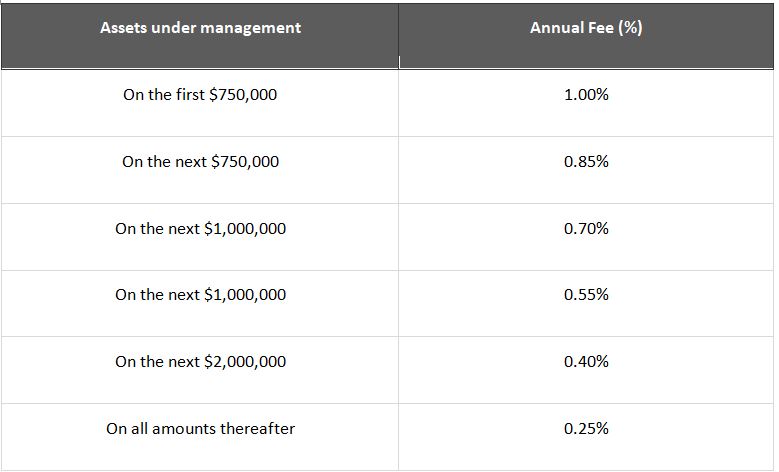 Assets under management Annual Fee (%)
On the first $750,000 1.00%
On the next $750,000 0.85%
On the next $1,000,000 0.70%
On the next $1,000,000 0.55%
On the next $2,000,000 0.40%
On all amounts thereafter 0.25%